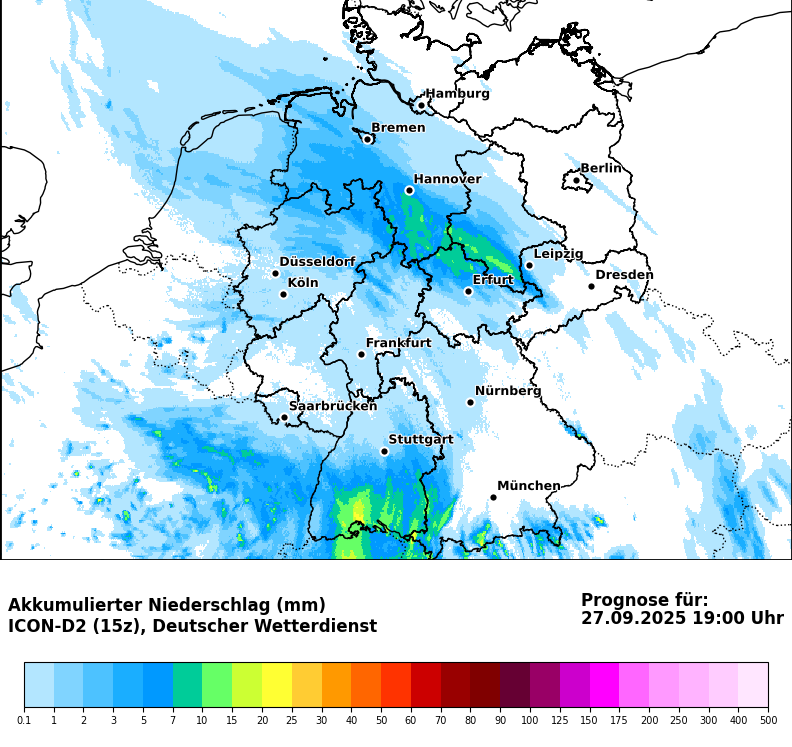 Hamburg
Bremen
Berlin
Hannover
Leipzig
Düsseldorf
Dresden
Köln
Erfurt
Frankfurt
Nürnberg
Saarbrücken
Stuttgart
München
Akkumulierter Niederschlag (mm)
ICON-D2 (15z), Deutscher Wetterdienst
Prognose für:
27.09.2025 19:00 Uhr
0.1 1 2 3 5 7 10 15 20 25 30 40 50 60 70 80 90 100 125 150 175 200 250 300 400 500